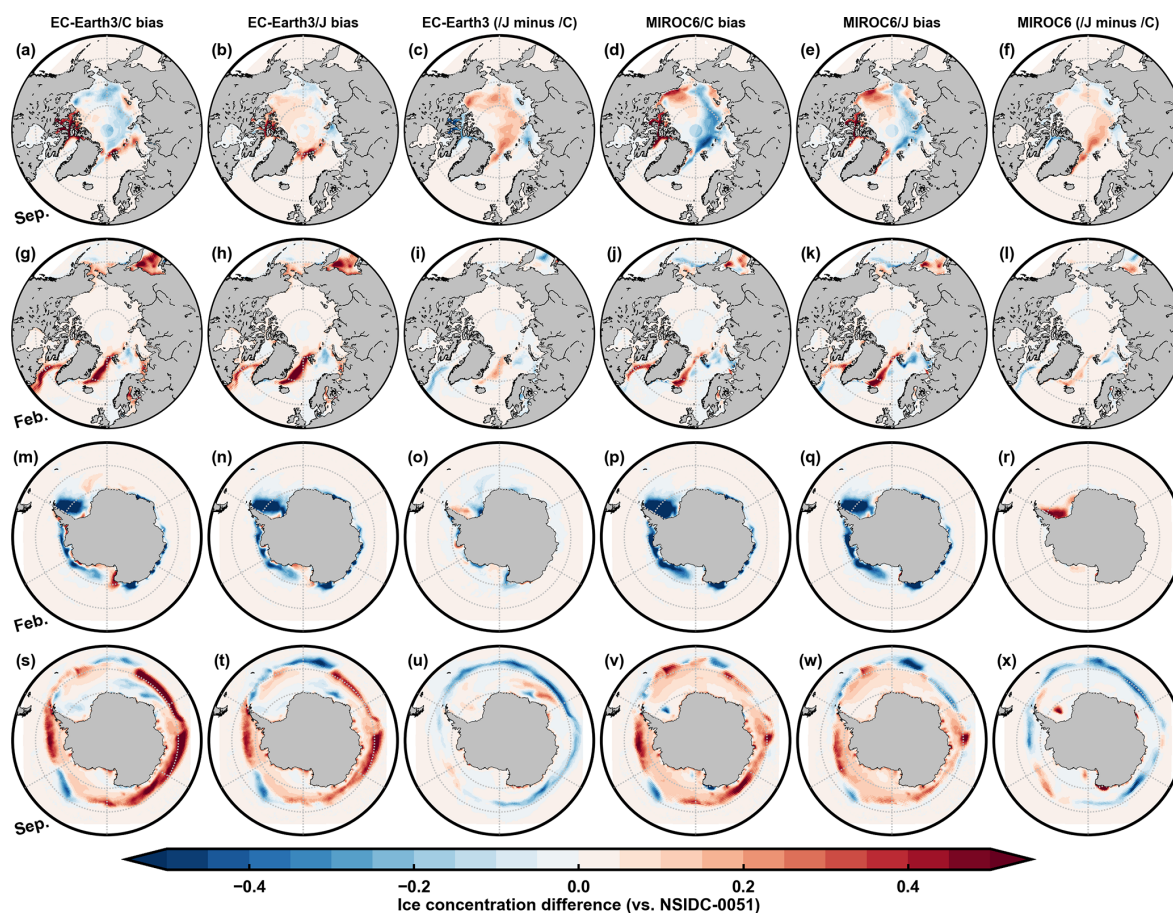 EC-Earth3/C bias EC-Earth3/J bias EC-Earth3 (/J minus /C) MIROC6/C bias MIROC6/J bias MIROC6 (/J minus /C)
(a) (b) (c) (d) (e) (f)
Sep.
(g) (h) (i) (j) (k) (l)
Feb.
(m) (n) (o) (p) (q) (r)
Feb.
(s) (t) (u) (v) (w) (x)
Sep.
−0.4 −0.2 0.0 0.2 0.4
Ice concentration difference (vs. NSIDC-0051)